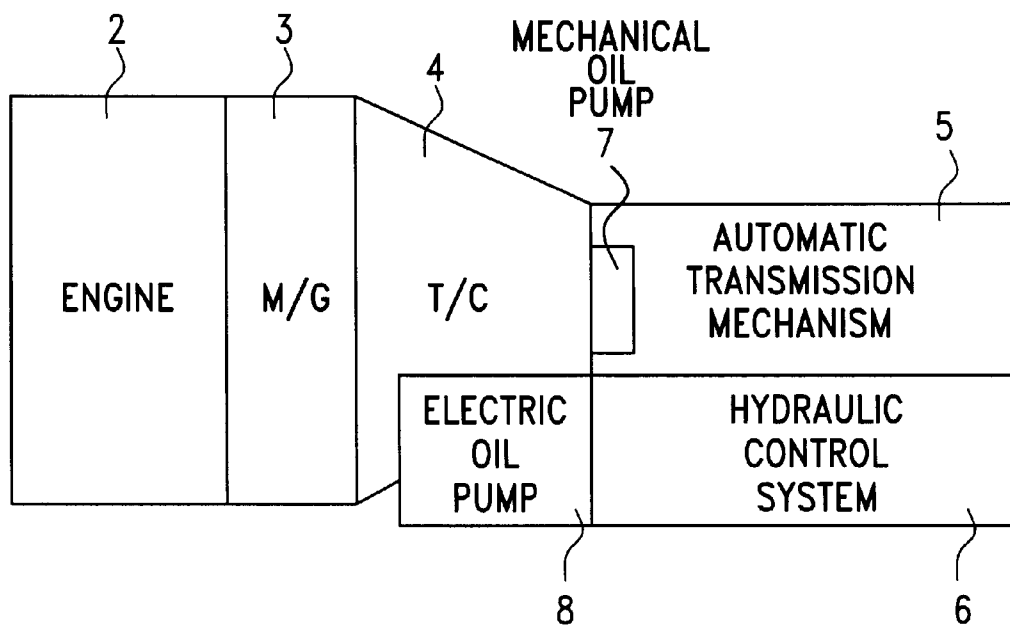 2
3
4
MECHANICAL
OIL
PUMP
7
5
ENGINE
M/G
T/C
AUTOMATIC
TRANSMISSION
MECHANISM
ELECTRIC
OIL
PUMP
HYDRAULIC
CONTROL
SYSTEM
8
6